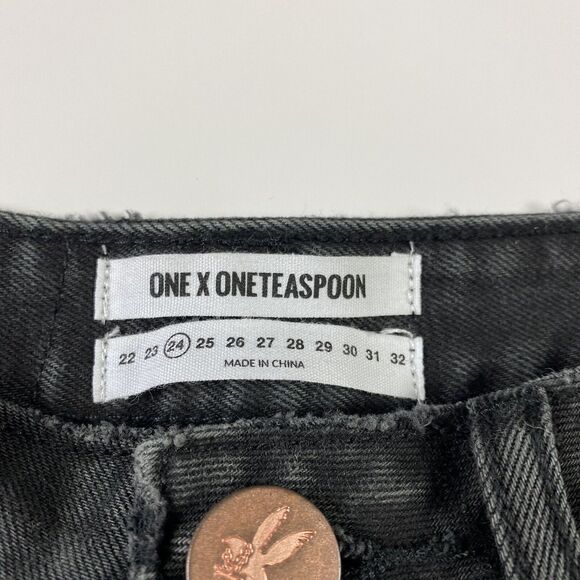 ONE X ONETEASPOON
22 23 24 25 26 27 28 29 30 31 32
MADE IN CHINA